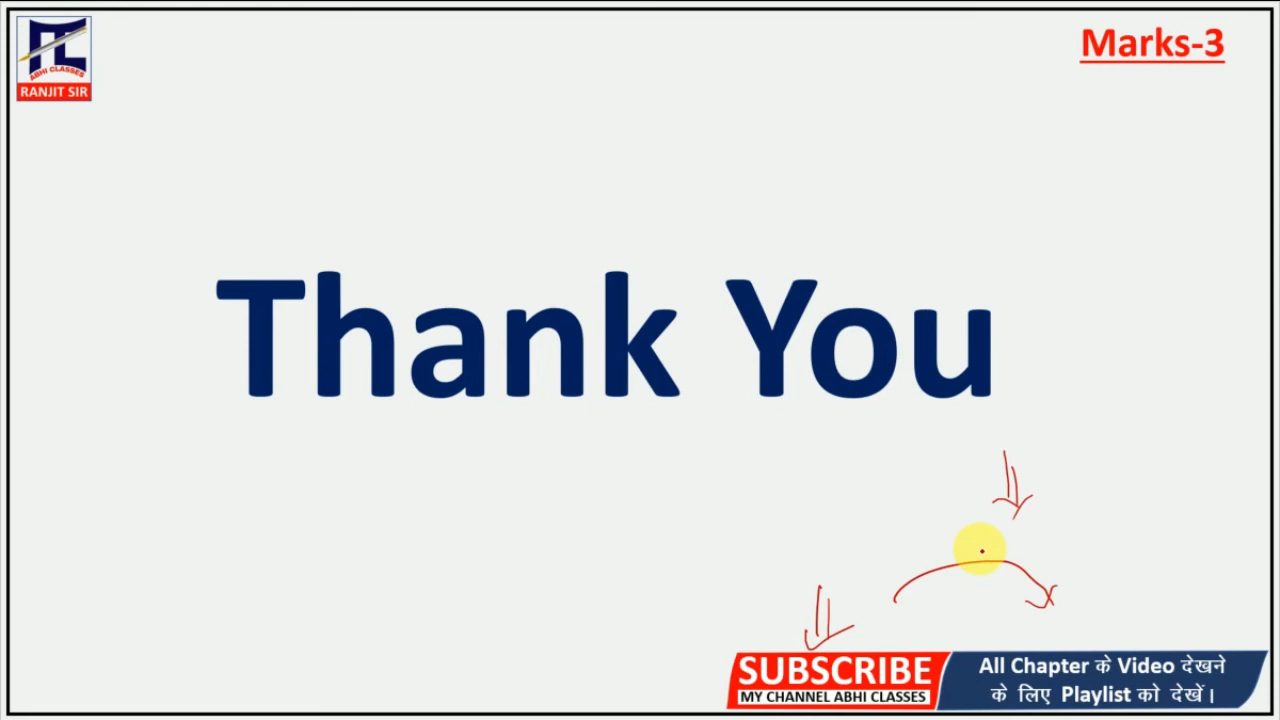 ABHI CLASSES
RANJIT SIR
Marks-3
Thank You
SUBSCRIBE
MY CHANNEL ABHI CLASSES
All Chapter के Video देखने
के लिए Playlist को देखें।